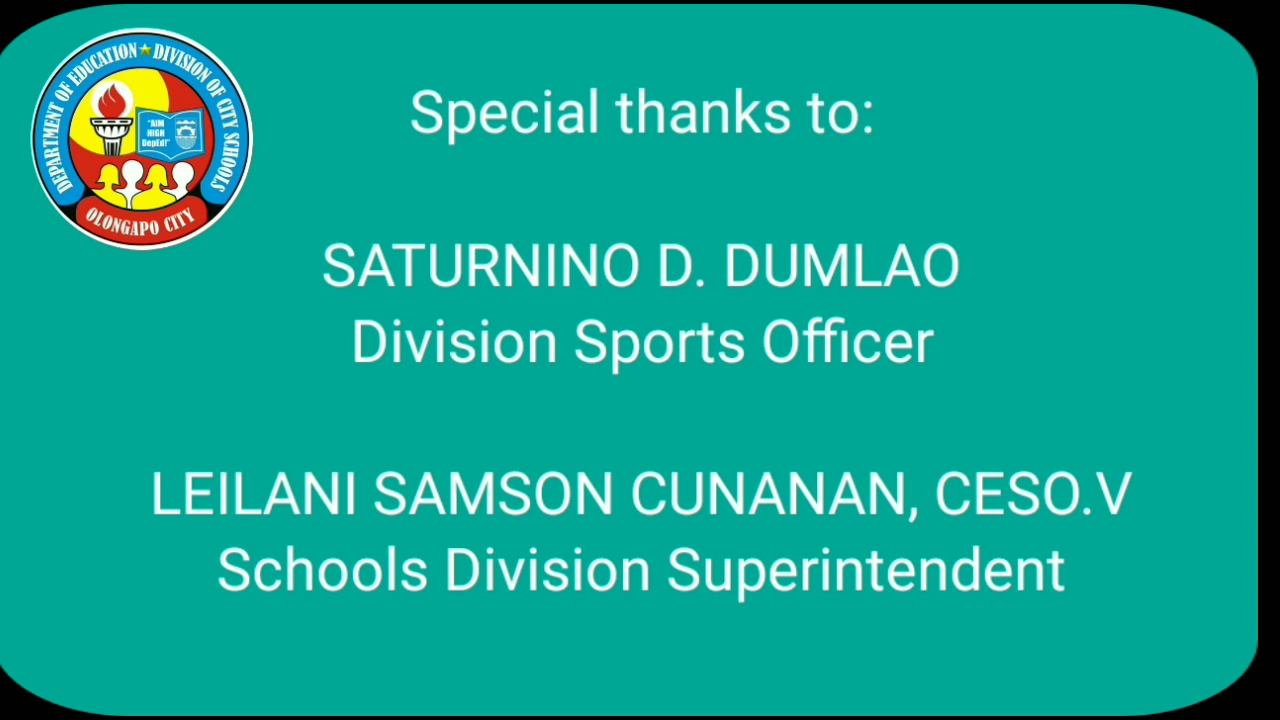 DEPARTMENT OF EDUCATION DIVISION OF CITY SCHOOLS
"AIM
HIGH
DepEd!"
OLONGAPO CITY
Special thanks to:
SATURNINO D. DUMLAO
Division Sports Officer
LEILANI SAMSON CUNANAN, CESO.V
Schools Division Superintendent